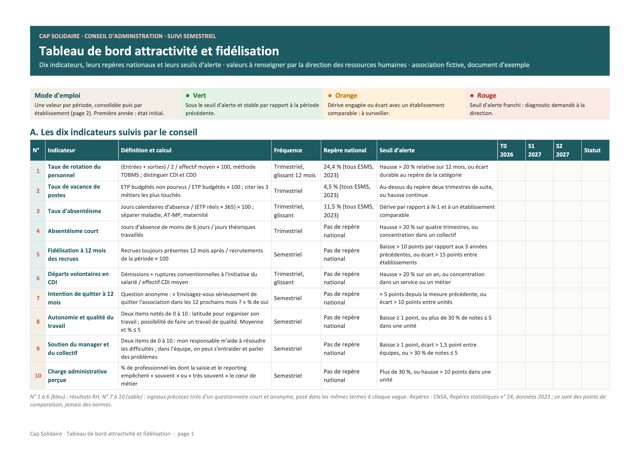 CAP SOLIDAIRE · CONSEIL D'ADMINISTRATION · SUIVI SEMESTRIEL
Tableau de bord attractivité et fidélisation
Dix indicateurs, leurs repères nationaux et leurs seuils d'alerte · valeurs à renseigner par la direction des ressources humaines · association fictive, document d'exemple
Mode d'emploi
Une valeur par période, consolidée puis par
établissement (page 2). Première année : état initial.
● Vert
Sous le seuil d'alerte et stable par rapport à la période
précédente.
● Orange
Dérive engagée ou écart avec un établissement
comparable : à surveiller.
● Rouge
Seuil d'alerte franchi : diagnostic demandé à la
direction.
A. Les dix indicateurs suivis par le conseil
N° Indicateur Définition et calcul Fréquence Repère national Seuil d'alerte T0 2026 S1 2027 S2 2027 Statut
1 Taux de rotation du personnel (Entrées + sorties) / 2 / effectif moyen × 100, méthode TDBMS ; distinguer CDI et CDD Trimestriel, glissant 12 mois 24,4 % (tous ESMS, 2023) Hausse > 20 % relative sur 12 mois, ou écart durable au repère de la catégorie
2 Taux de vacance de postes ETP budgétés non pourvus / ETP budgétés × 100 ; citer les 3 métiers les plus touchés Trimestriel 4,5 % (tous ESMS, 2023) Au-dessus du repère deux trimestres de suite, ou hausse continue
3 Taux d'absentéisme Jours calendaires d'absence / (ETP réels × 365) × 100 ; séparer maladie, AT-MP, maternité Trimestriel 11,5 % (tous ESMS, 2023) Dérive par rapport à N-1 et à un établissement comparable
4 Absentéisme court Jours d'absence de moins de 6 jours / jours théoriques travaillés Trimestriel Pas de repère national Hausse > 20 % sur quatre trimestres, ou concentration dans un collectif
5 Fidélisation à 12 mois des recrues Recrues toujours présentes 12 mois après / recrutements de la période × 100 Semestriel Pas de repère national Baisse > 10 points par rapport aux 3 années précédentes, ou écart > 15 points entre établissements
6 Départs volontaires en CDI Démissions + ruptures conventionnelles à l'initiative du salarié / effectif CDI moyen Trimestriel, glissant Pas de repère national Hausse > 20 % sur un an, ou concentration dans un service ou un métier
7 Intention de quitter à 12 mois Question anonyme : « Envisagez-vous sérieusement de quitter l'association dans les 12 prochains mois ? » % de oui Semestriel Pas de repère national + 5 points depuis la mesure précédente, ou écart > 10 points entre unités
8 Autonomie et qualité du travail Deux items notés de 0 à 10 : latitude pour organiser son travail ; possibilité de faire un travail de qualité. Moyenne et % ≤ 5 Semestriel Pas de repère national Baisse ≥ 1 point, ou plus de 30 % de notes ≤ 5 dans une unité
9 Soutien du manager et du collectif Deux items de 0 à 10 : mon responsable m'aide à résoudre les difficultés ; dans l'équipe, on peut s'entraider et parler des problèmes Semestriel Pas de repère national Baisse ≥ 1 point, écart > 1,5 point entre équipes, ou > 30 % de notes ≤ 5
10 Charge administrative perçue % de professionnel·les dont la saisie et le reporting empêchent « souvent » ou « très souvent » le cœur de métier Semestriel Pas de repère national Plus de 30 %, ou hausse > 10 points dans une unité
N° 1 à 6 (bleu) : résultats RH. N° 7 à 10 (sable) : signaux précoces tirés d'un questionnaire court et anonyme, posé dans les mêmes termes à chaque vague. Repères : CNSA, Repères statistiques n° 24, données 2023 ; ce sont des points de
comparaison, jamais des normes.
Cap Solidaire · Tableau de bord attractivité et fidélisation · page 1